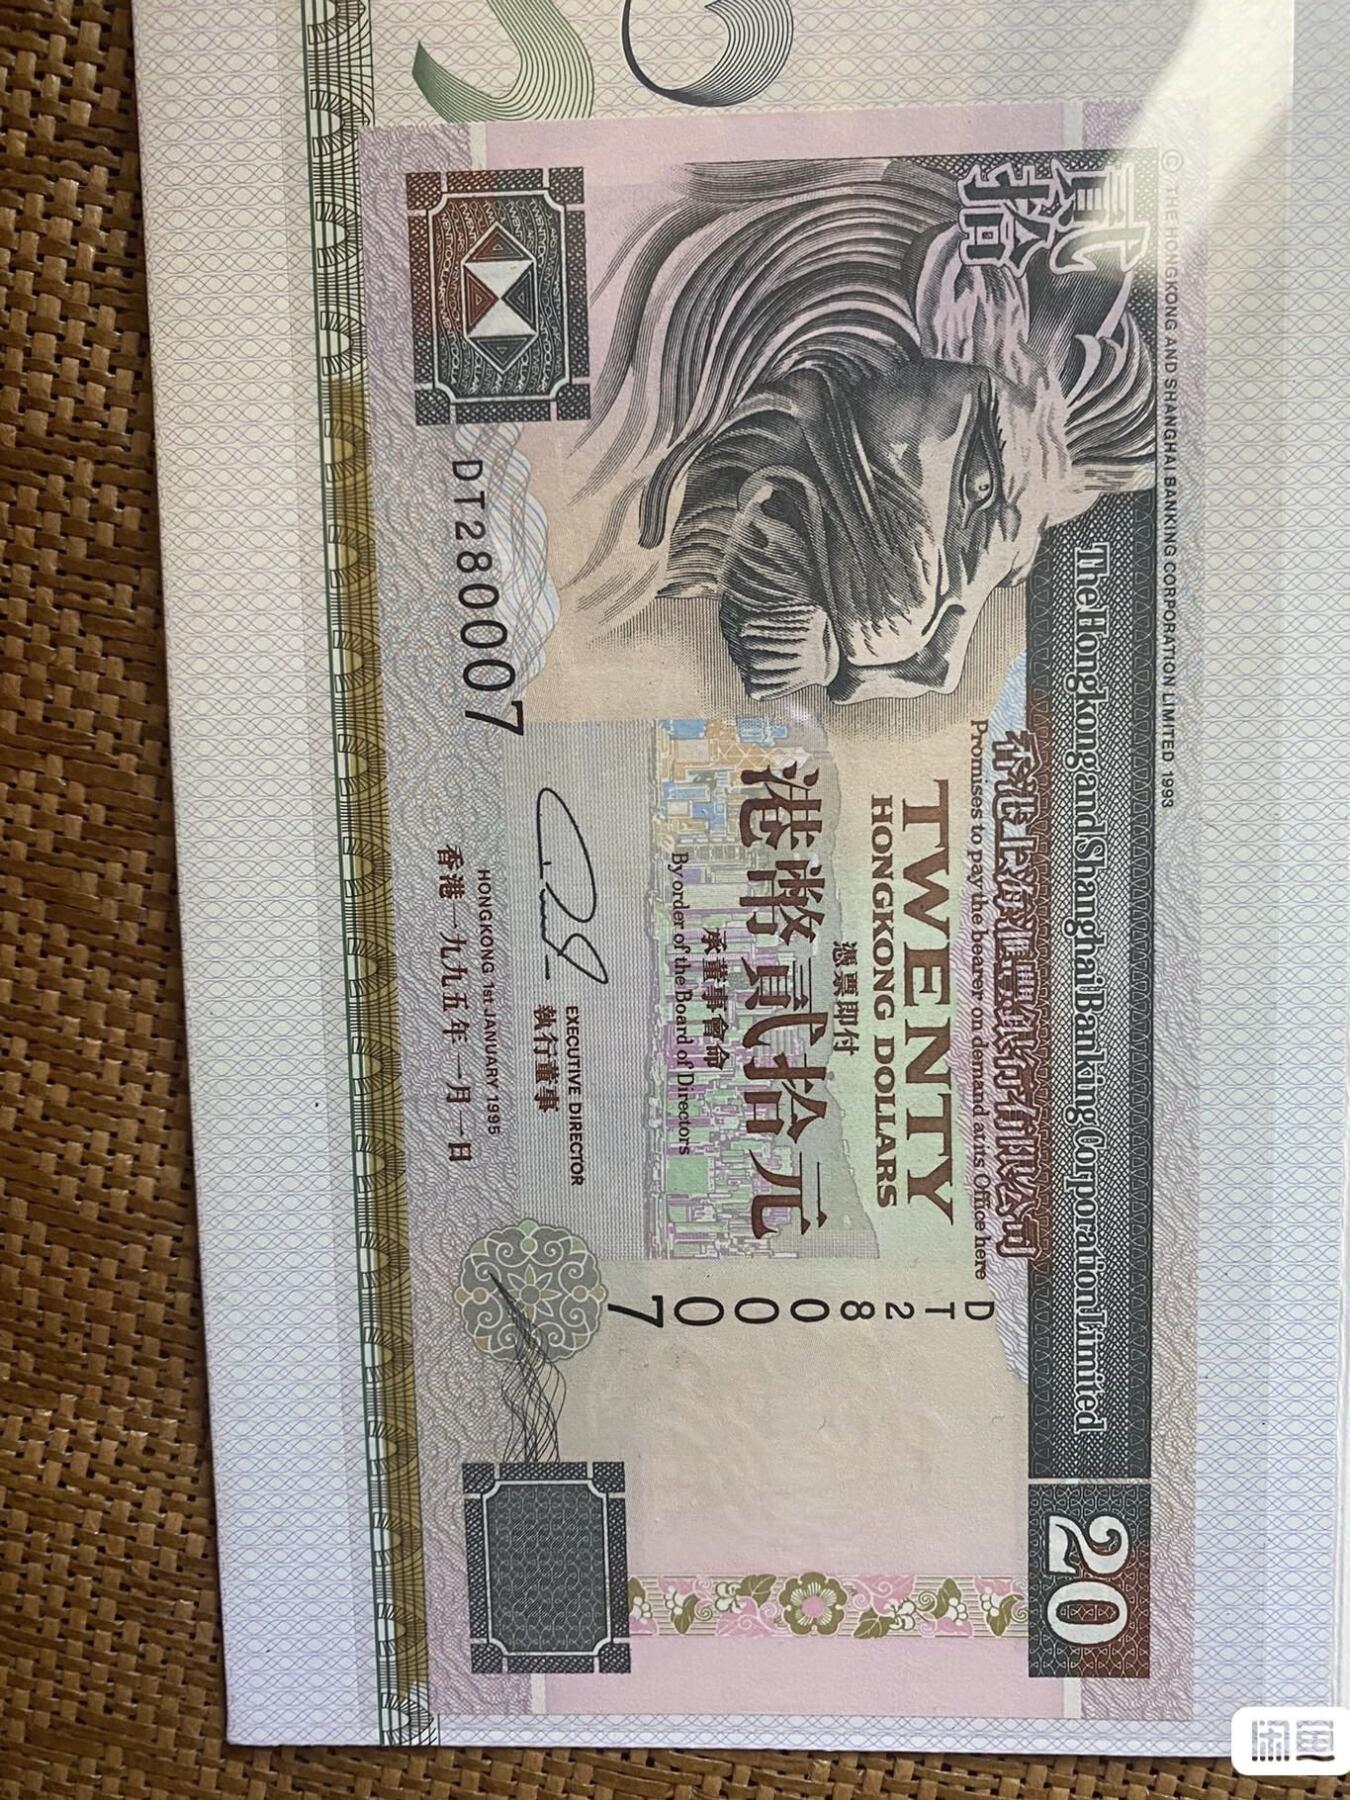 © THE HONGKONG AND SHANGHAI BANKING CORPORATION LIMITED 1993
貳拾
The Hongkong and Shanghai Banking Corporation Limited
20
香港上海滙豐銀行有限公司
Promises to pay the bearer on demand at its Office here
TWENTY
HONGKONG DOLLARS
憑票即付
港幣貳拾元
承董事會命
By order of the Board of Directors
DT280007
DT280007
EXECUTIVE DIRECTOR
執行董事
HONGKONG 1ST JANUARY 1995
香港一九九五年一月一日
闲鱼